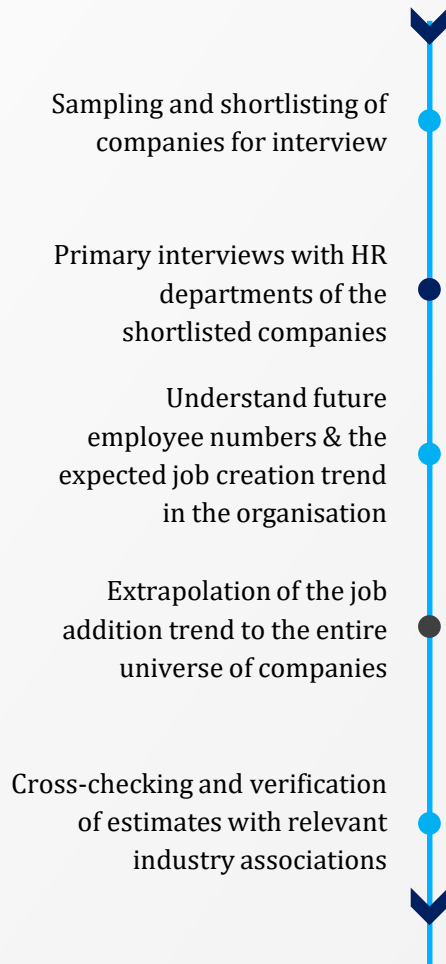 Sampling and shortlisting of
companies for interview
Primary interviews with HR
departments of the
shortlisted companies
Understand future
employee numbers & the
expected job creation trend
in the organisation
Extrapolation of the job
addition trend to the entire
universe of companies
Cross-checking and verification
of estimates with relevant
industry associations